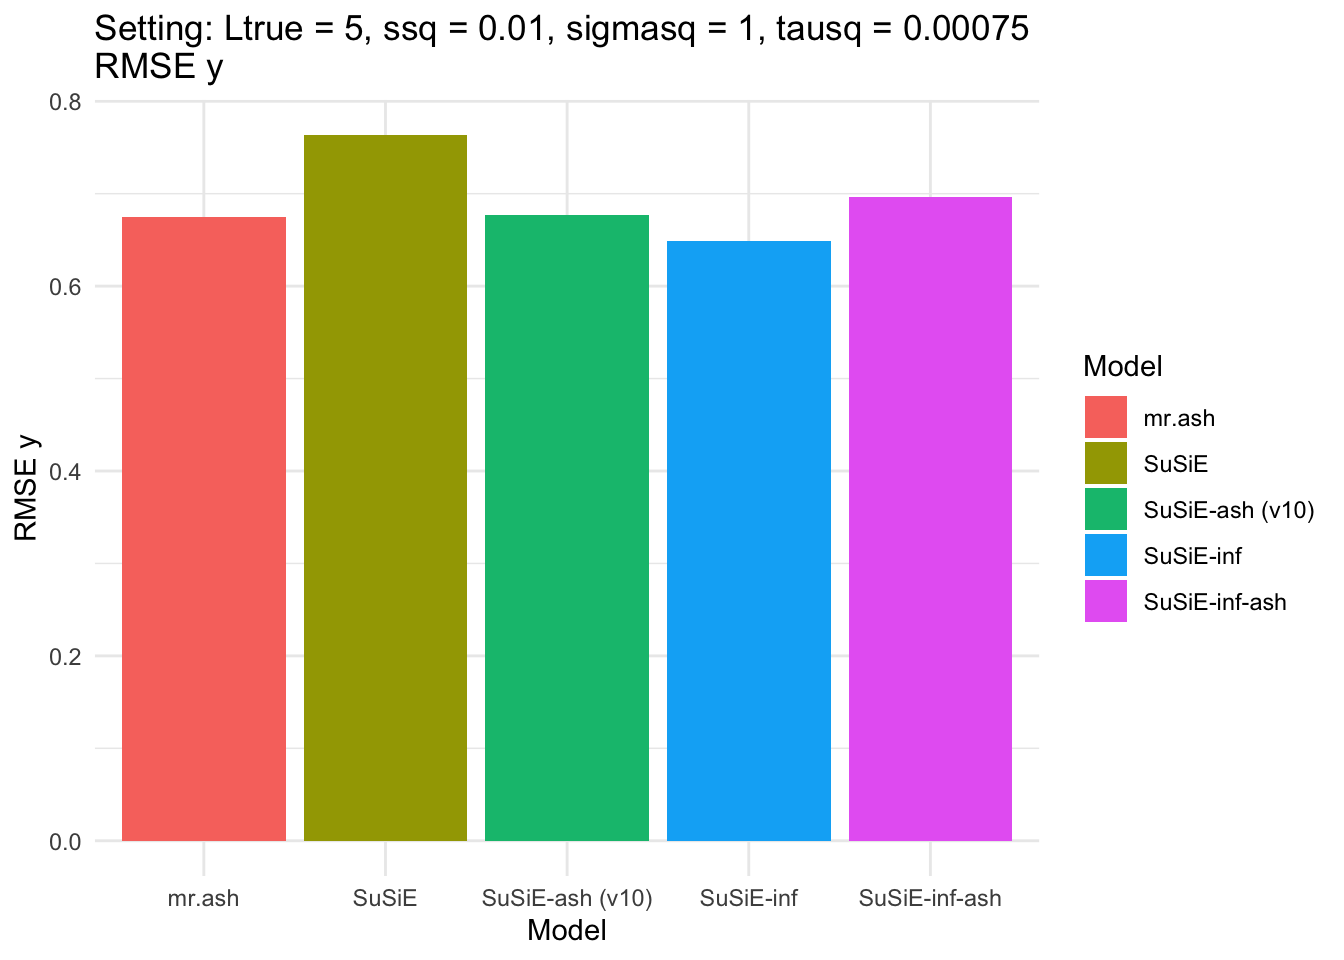 Setting: Ltrue = 5, ssq = 0.01, sigmasq = 1, tausq = 0.00075
RMSE y
0.8
0.6
0.4
0.2
0.0
RMSE y
mr.ash
SuSiE
SuSiE-ash (v10)
SuSiE-inf
SuSiE-inf-ash
Model
Model
mr.ash
SuSiE
SuSiE-ash (v10)
SuSiE-inf
SuSiE-inf-ash